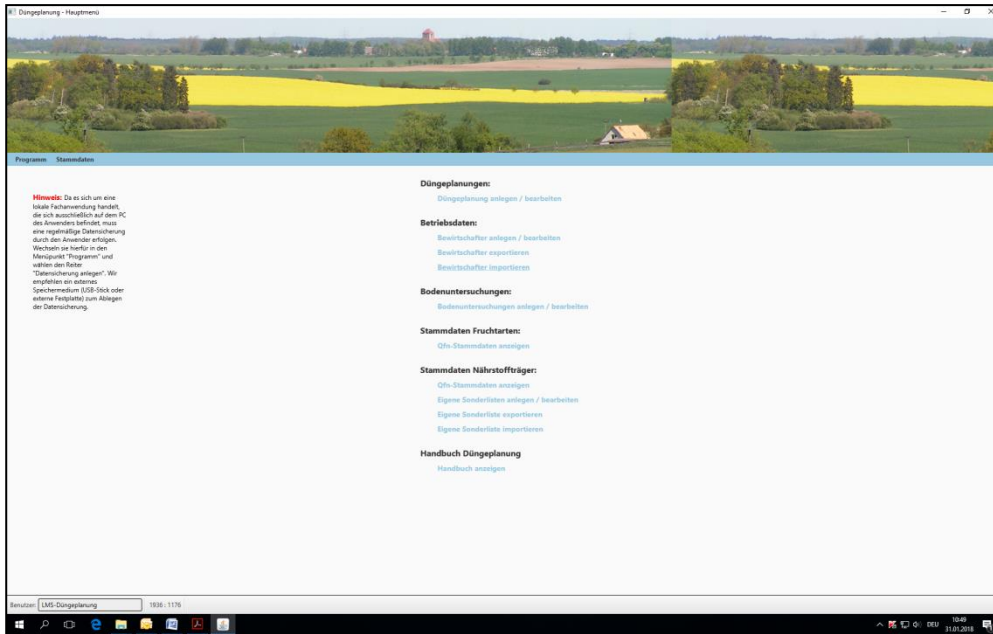 Düngeplanung - Hauptmenü
Programm Stammdaten
Hinweis: Da es sich um eine
lokale Fachanwendung handelt,
die sich ausschließlich auf dem PC
des Anwenders befindet, muss
eine regelmäßige Datensicherung
durch den Anwender erfolgen.
Wechseln sie hierfür in den
Menüpunkt "Programm" und
wählen den Reiter
"Datensicherung anlegen". Wir
empfehlen ein externes
Speichermedium (USB-Stick oder
externe Festplatte) zum Ablegen
der Datensicherung.
Düngeplanungen:
Düngeplanung anlegen / bearbeiten
Betriebsdaten:
Bewirtschafter anlegen / bearbeiten
Bewirtschafter exportieren
Bewirtschafter importieren
Bodenuntersuchungen:
Bodenuntersuchungen anlegen / bearbeiten
Stammdaten Fruchtarten:
Qfn-Stammdaten anzeigen
Stammdaten Nährstoffträger:
Qfn-Stammdaten anzeigen
Eigene Sonderlisten anlegen / bearbeiten
Eigene Sonderliste exportieren
Eigene Sonderliste importieren
Handbuch Düngeplanung
Handbuch anzeigen
Benutzer: LMS-Düngeplanung 1936 : 1176
DEU 10:49
31.01.2018